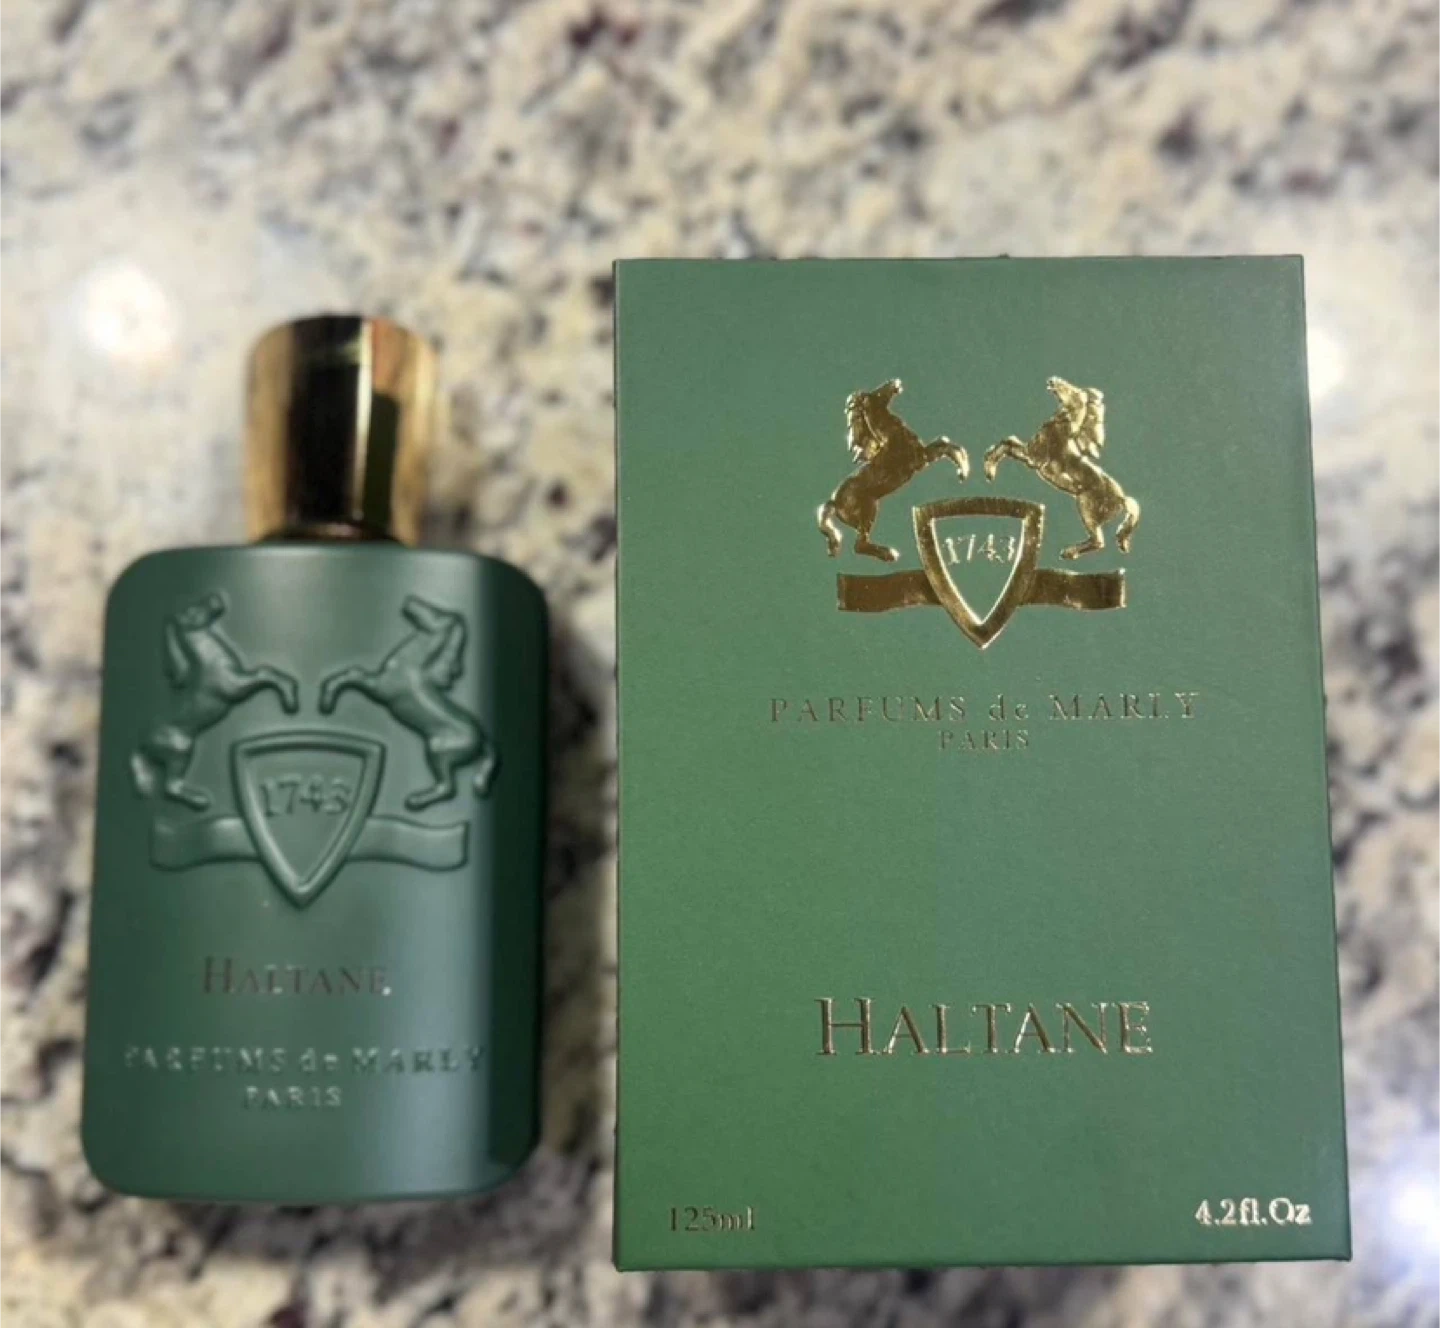 1743
HALTANE
PARFUMS de MARLY
PARIS
1743
PARFUMS de MARLY
PARIS
HALTANE
125ml
4.2fl.Oz